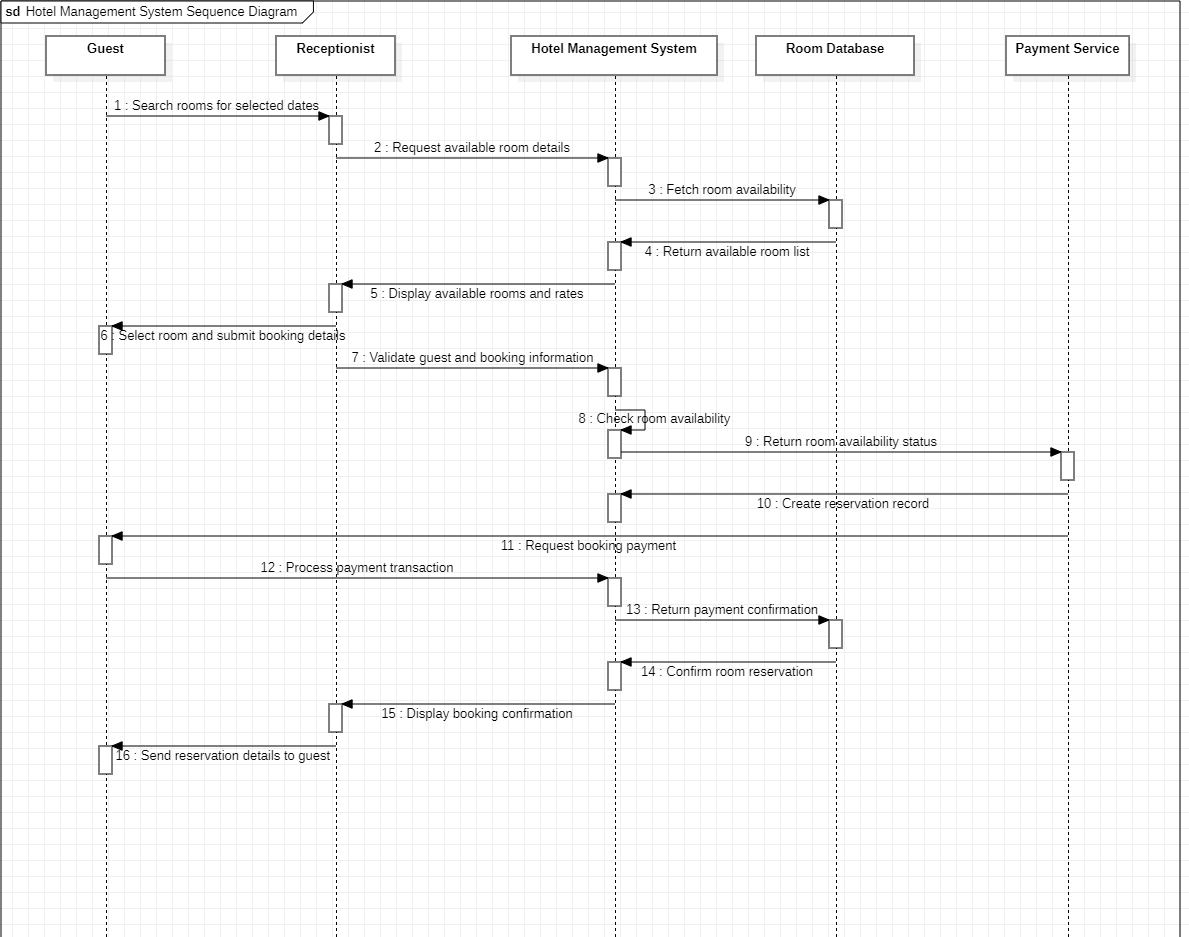 sd Hotel Management System Sequence Diagram
Guest
Receptionist
Hotel Management System
Room Database
Payment Service
1 : Search rooms for selected dates
2 : Request available room details
3 : Fetch room availability
4 : Return available room list
5 : Display available rooms and rates
6 : Select room and submit booking details
7 : Validate guest and booking information
8 : Check room availability
9 : Return room availability status
10 : Create reservation record
11 : Request booking payment
12 : Process payment transaction
13 : Return payment confirmation
14 : Confirm room reservation
15 : Display booking confirmation
16 : Send reservation details to guest